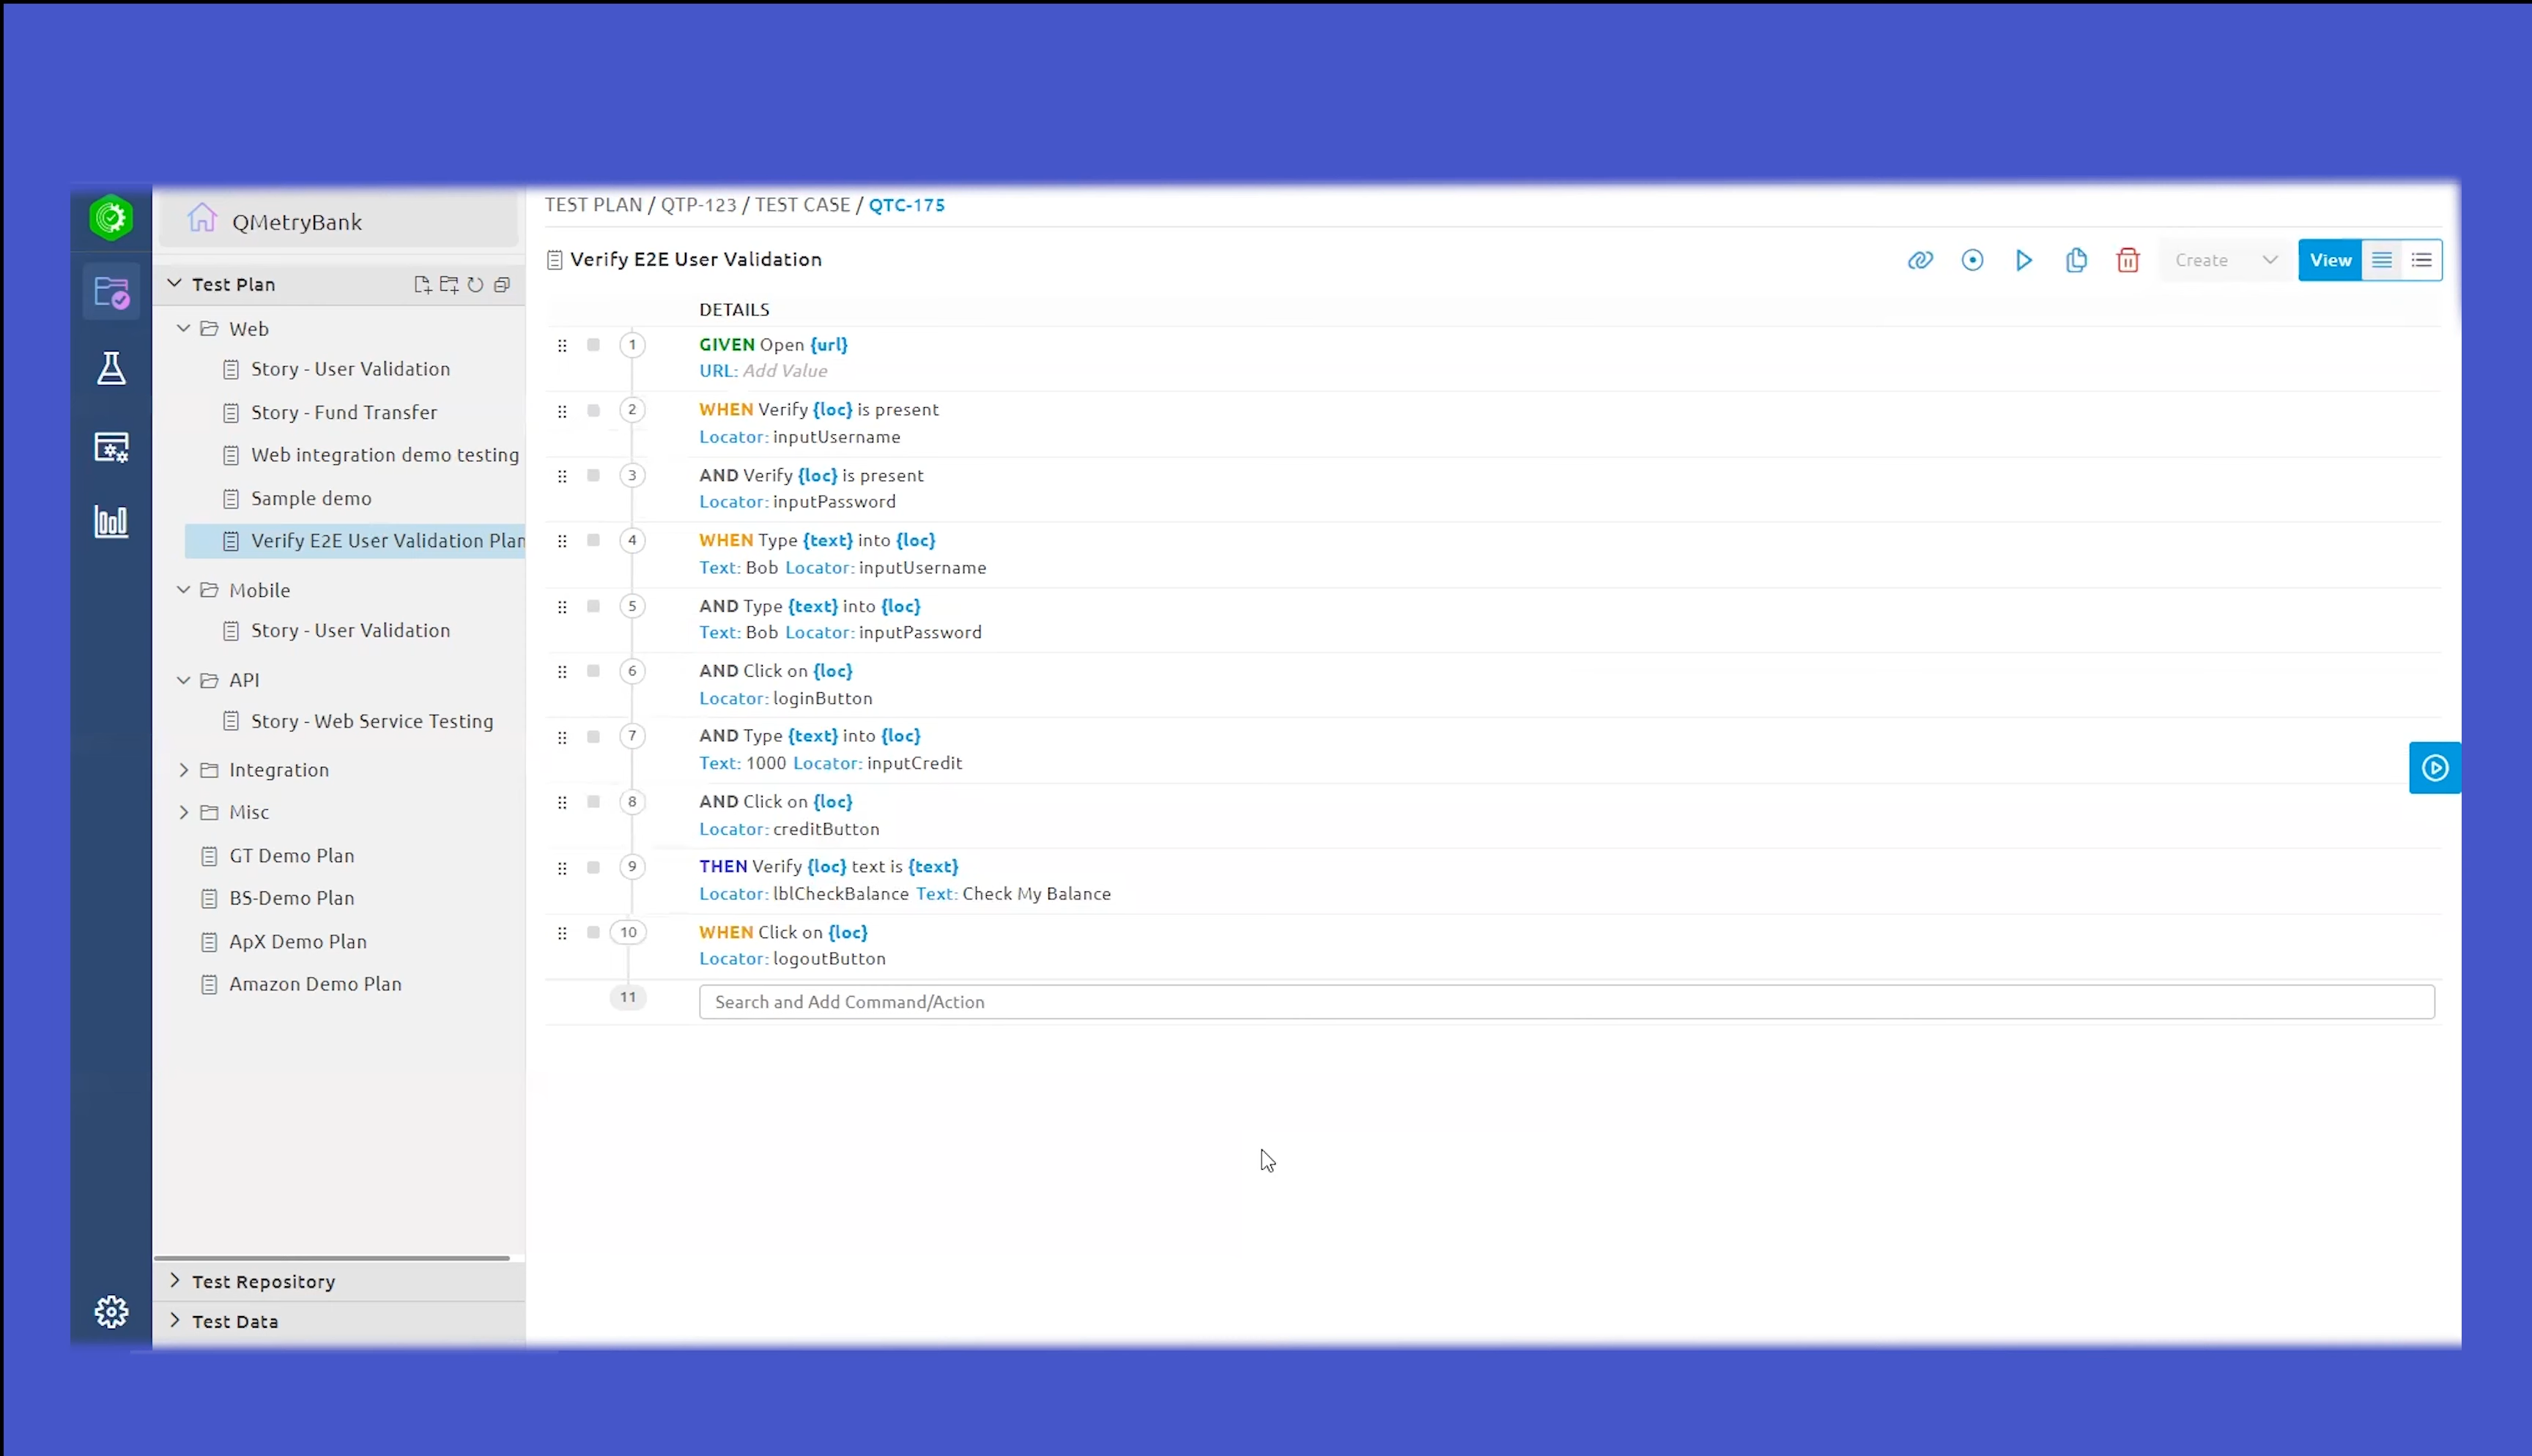 QMetryBank
Test Plan
Web
Story - User Validation
Story - Fund Transfer
Web integration demo testing
Sample demo
Verify E2E User Validation Plan
Mobile
Story - User Validation
API
Story - Web Service Testing
Integration
Misc
GT Demo Plan
BS-Demo Plan
ApX Demo Plan
Amazon Demo Plan
Test Repository
Test Data
TEST PLAN / QTP-123 / TEST CASE / QTC-175
Verify E2E User Validation
Create
View
DETAILS
1 GIVEN Open {url}
URL: Add Value
2 WHEN Verify {loc} is present
Locator: inputUsername
3 AND Verify {loc} is present
Locator: inputPassword
4 WHEN Type {text} into {loc}
Text: Bob Locator: inputUsername
5 AND Type {text} into {loc}
Text: Bob Locator: inputPassword
6 AND Click on {loc}
Locator: loginButton
7 AND Type {text} into {loc}
Text: 1000 Locator: inputCredit
8 AND Click on {loc}
Locator: creditButton
9 THEN Verify {loc} text is {text}
Locator: lblCheckBalance Text: Check My Balance
10 WHEN Click on {loc}
Locator: logoutButton
11 Search and Add Command/Action